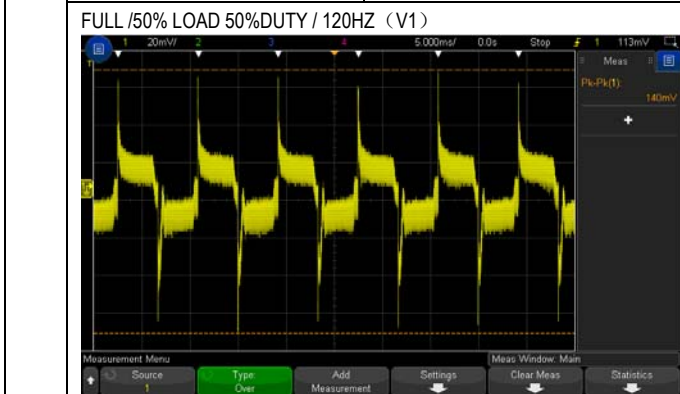 FULL /50% LOAD 50%DUTY / 120HZ（V1）
1 20mV/ 2 3 4 5.000ms/ 0.0s Stop 1 113mV
Meas
Pk-Pk(1):
140mV
Measurement Menu Meas Window: Main
Source Type: Add Settings Clear Meas Statistics
1 Over Measurement